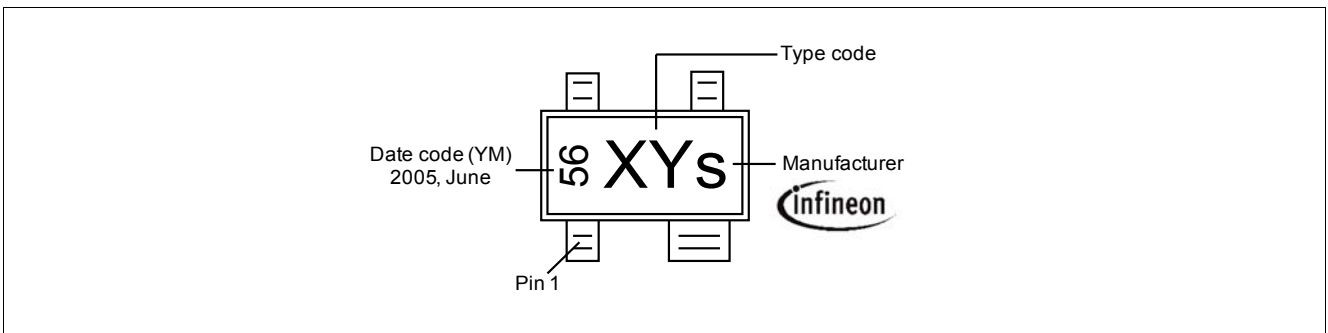 Type code
Date code (YM)
2005, June
56
XYs
Manufacturer
infineon
Pin 1